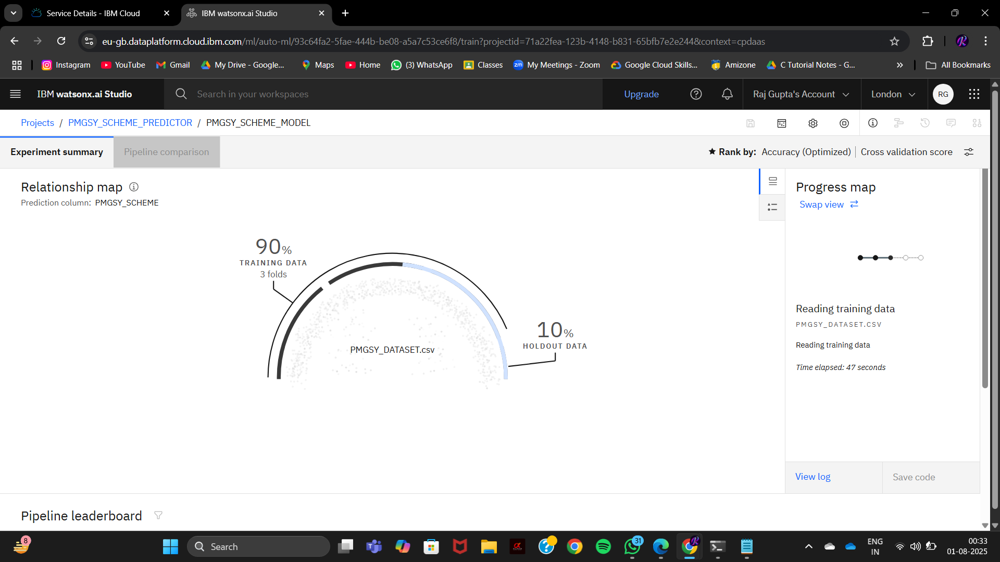 Service Details - IBM Cloud
IBM watsonx.ai Studio
eu-gb.dataplatform.cloud.ibm.com/ml/auto-ml/93c64fa2-5fae-444b-be08-a5a7c53ce6f8/train?projectid=71a22fea-123b-4148-b831-65bfb7e2e244&context=cpdaas
Instagram
YouTube
Gmail
My Drive - Google...
Maps
Home
(3) WhatsApp
Classes
zm My Meetings - Zoom
Google Cloud Skills...
Amizone
C Tutorial Notes - G...
All Bookmarks
IBM watsonx.ai Studio
Search in your workspaces
Upgrade
Raj Gupta's Account
London
RG
Projects / PMGSY_SCHEME_PREDICTOR / PMGSY_SCHEME_MODEL
Experiment summary
Pipeline comparison
Rank by: Accuracy (Optimized) | Cross validation score
Relationship map
Prediction column: PMGSY_SCHEME
90%
TRAINING DATA
3 folds
10%
HOLDOUT DATA
PMGSY_DATASET.csv
Progress map
Swap view
Reading training data
PMGSY_DATASET.CSV
Reading training data
Time elapsed: 47 seconds
View log
Save code
Pipeline leaderboard
8
Search
31
ENG
IN
00:33
01-08-2025